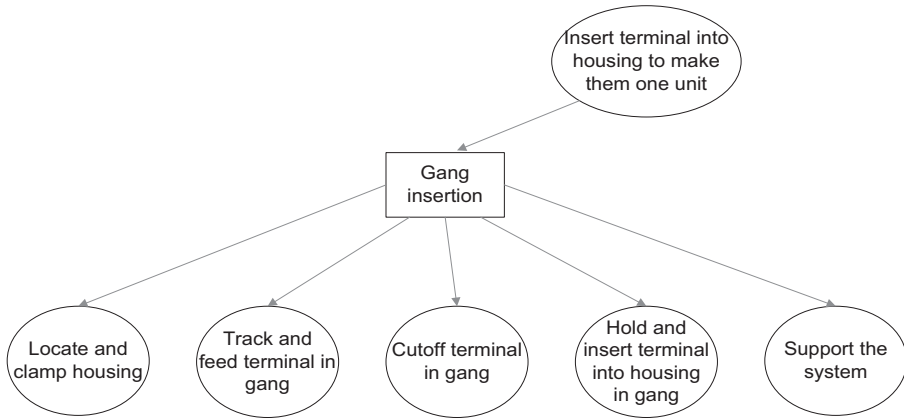 Insert terminal into
housing to make
them one unit
Gang
insertion
Locate and
clamp housing
Track and
feed terminal in
gang
Cutoff terminal
in gang
Hold and
insert terminal
into housing
in gang
Support the
system